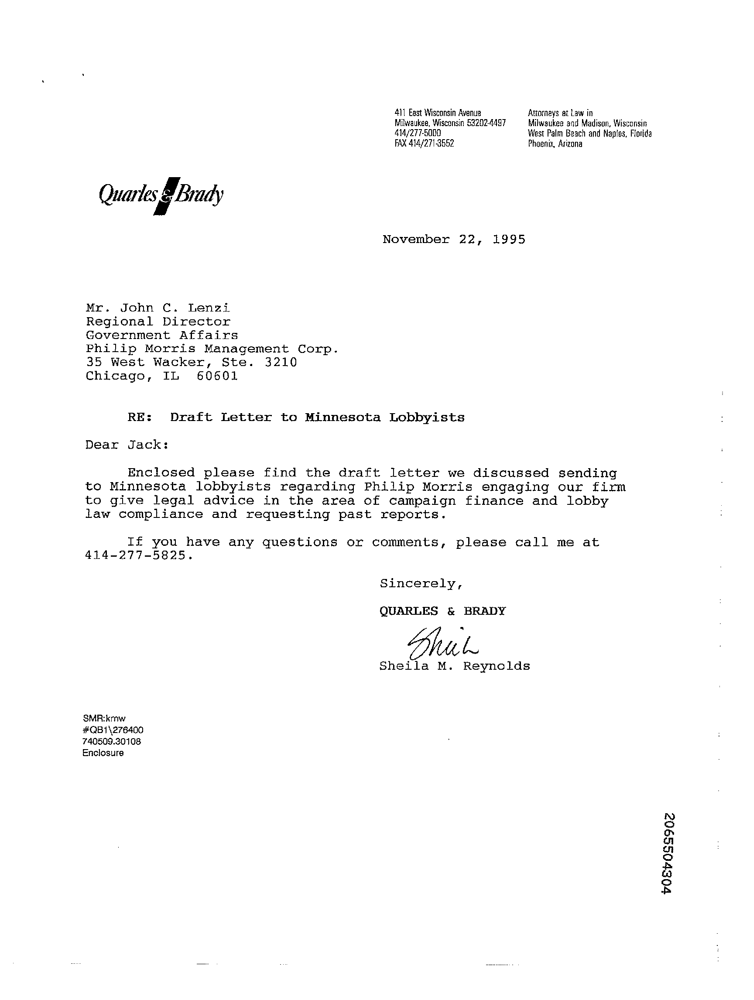 411 East Wisconsin Avenue
Milwaukee, Wisconsin 53202-4497
414/277-5000
FAX 414/271-3552
Attorneys at Law in
Milwaukee and Madison, Wisconsin
West Palm Beach and Naples, Florida
Phoenix, Arizona
Quarles & Brady
November 22, 1995
Mr. John C. Lenzi
Regional Director
Government Affairs
Philip Morris Management Corp.
35 West Wacker, Ste. 3210
Chicago, IL 60601
RE: Draft Letter to Minnesota Lobbyists
Dear Jack:
Enclosed please find the draft letter we discussed sending
to Minnesota lobbyists regarding Philip Morris engaging our firm
to give legal advice in the area of campaign finance and lobby
law compliance and requesting past reports.
If you have any questions or comments, please call me at
414-277-5825.
Sincerely,
QUARLES & BRADY
Sheila
Sheila M. Reynolds
SMR:kmw
#QB1\276400
740509.30108
Enclosure
2065504304